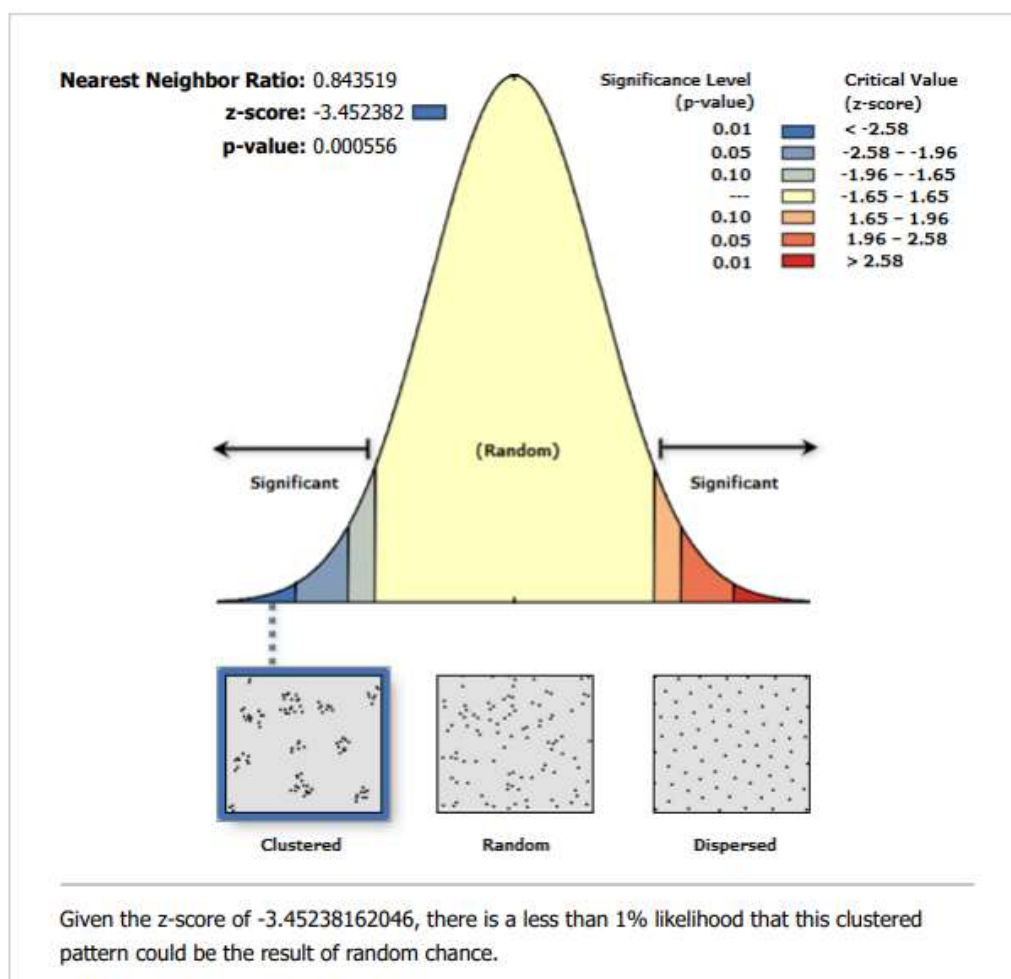 Nearest Neighbor Ratio: 0.843519
z-score: -3.452382
p-value: 0.000556
Significance Level
(p-value)
Critical Value
(z-score)
0.01 < -2.58
0.05 -2.58 – -1.96
0.10 -1.96 – -1.65
--- -1.65 – 1.65
0.10 1.65 – 1.96
0.05 1.96 – 2.58
0.01 > 2.58
(Random)
Significant Significant
Clustered Random Dispersed
Given the z-score of -3.45238162046, there is a less than 1% likelihood that this clustered
pattern could be the result of random chance.